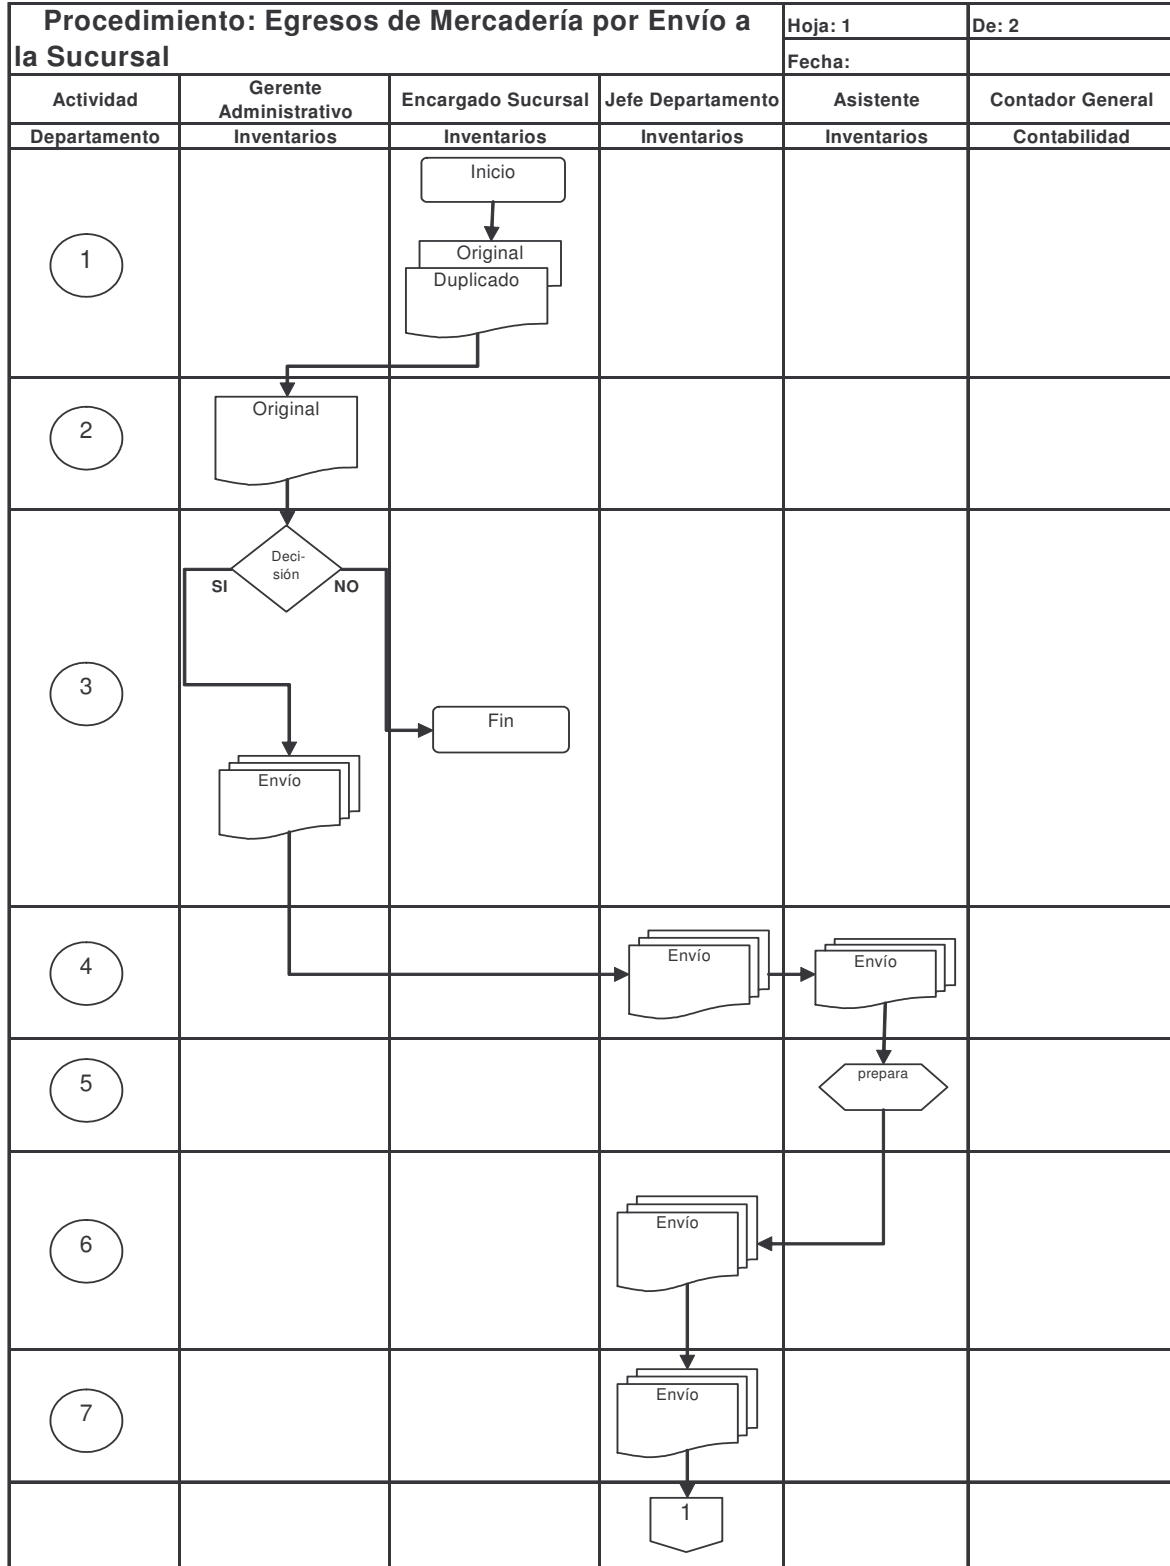 Procedimiento: Egresos de Mercadería por Envío a
la Sucursal
Hoja: 1
De: 2
Fecha:
Actividad
Gerente
Administrativo
Encargado Sucursal
Jefe Departamento
Asistente
Contador General
Departamento
Inventarios
Inventarios
Inventarios
Inventarios
Contabilidad
Inicio
1
Original
Duplicado
2
Original
Deci-
sión
SI
NO
3
Fin
Envío
4
Envío
Envío
5
prepara
6
Envío
7
Envío
1